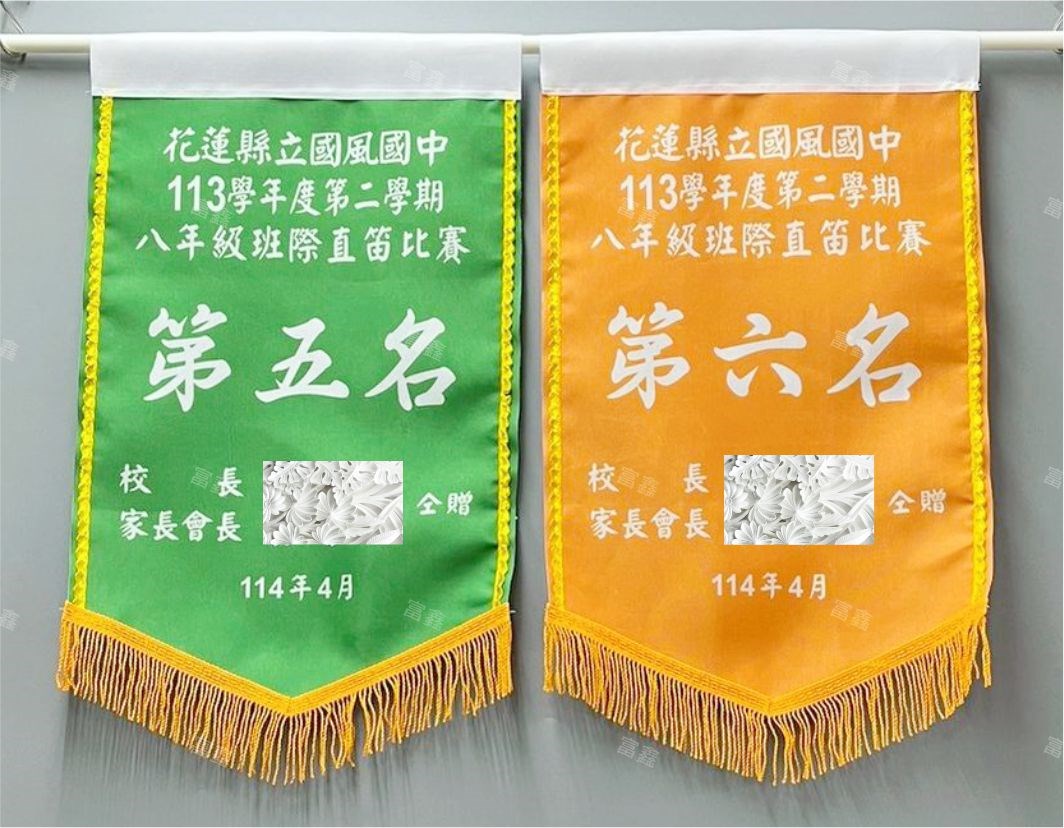 花蓮縣立國風國中
113學年度第二學期
八年級班際直笛比賽
第五名
校長
家長會長
仝贈
114年4月
花蓮縣立國風國中
113學年度第二學期
八年級班際直笛比賽
第六名
校長
家長會長
仝贈
114年4月
富鑫